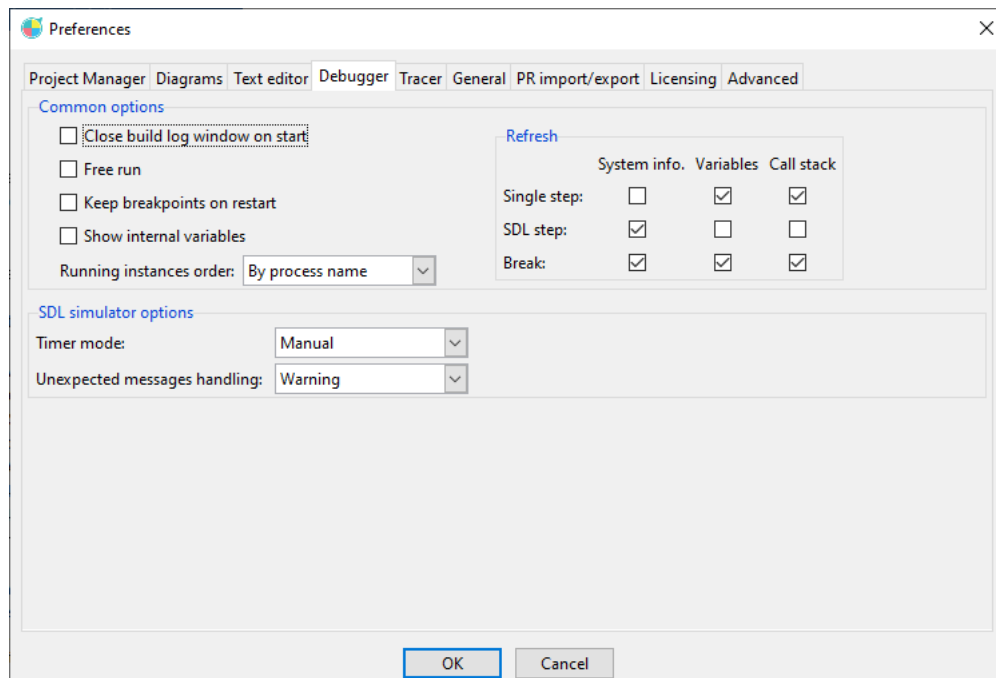 Preferences
Project Manager Diagrams Text editor Debugger Tracer General PR import/export Licensing Advanced
Common options
Close build log window on start
Free run
Keep breakpoints on restart
Show internal variables
Running instances order: By process name
Refresh
System info. Variables Call stack
Single step:
SDL step:
Break:
SDL simulator options
Timer mode: Manual
Unexpected messages handling: Warning
OK Cancel